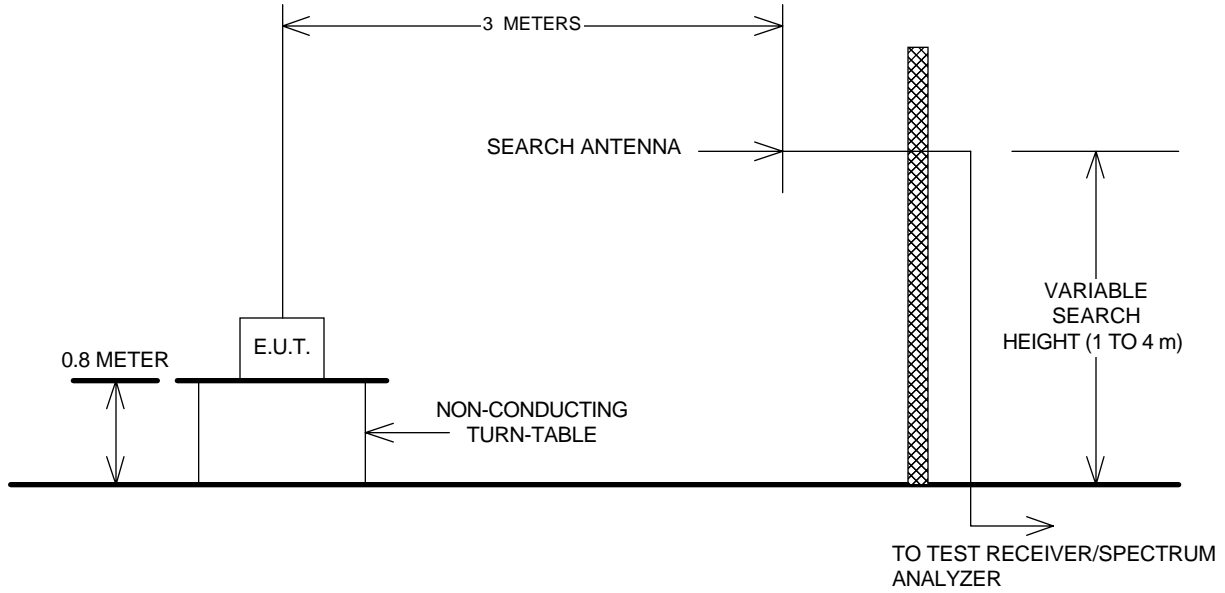 3 METERS
SEARCH ANTENNA
VARIABLE
SEARCH
HEIGHT (1 TO 4 m)
E.U.T.
0.8 METER
NON-CONDUCTING
TURN-TABLE
TO TEST RECEIVER/SPECTRUM
ANALYZER